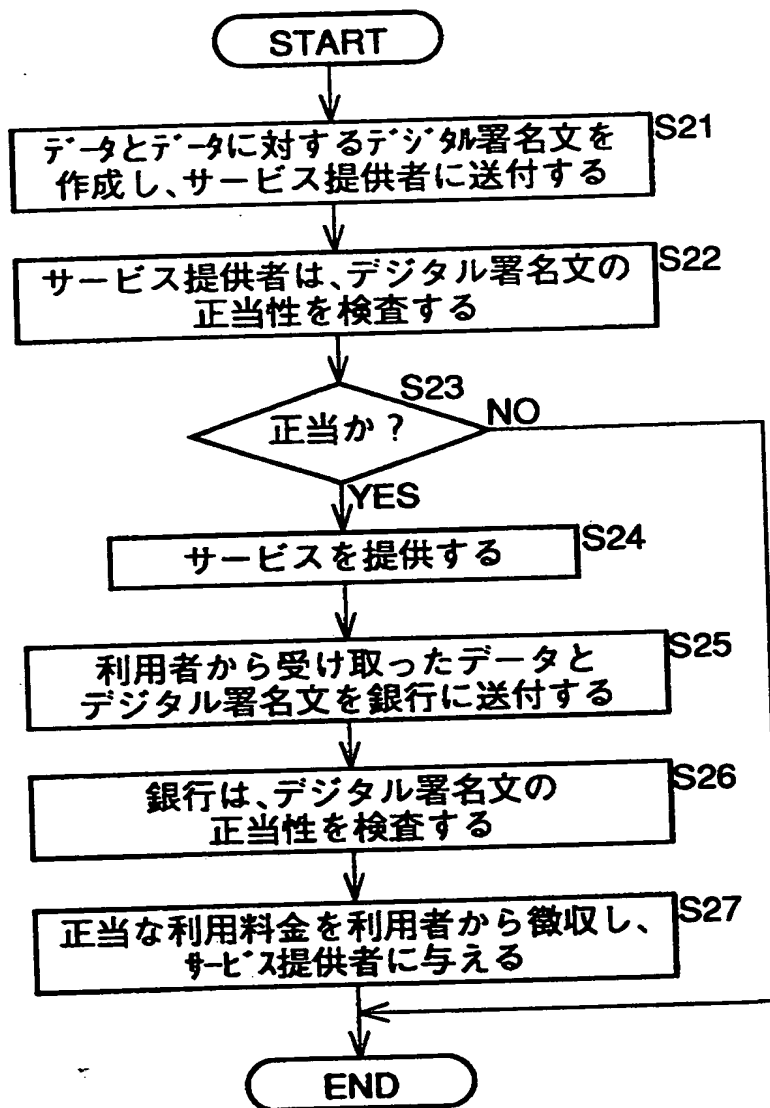 START
S21
データとデータに対するデジタル署名文を
作成し、サービス提供者に送付する
S22
サービス提供者は、デジタル署名文の
正当性を検査する
S23
正当か?
NO
YES
サービスを提供する
S24
利用者から受け取ったデータと
デジタル署名文を銀行に送付する
S25
銀行は、デジタル署名文の
正当性を検査する
S26
正当な利用料金を利用者から徴収し、
サービス提供者に与える
S27
END